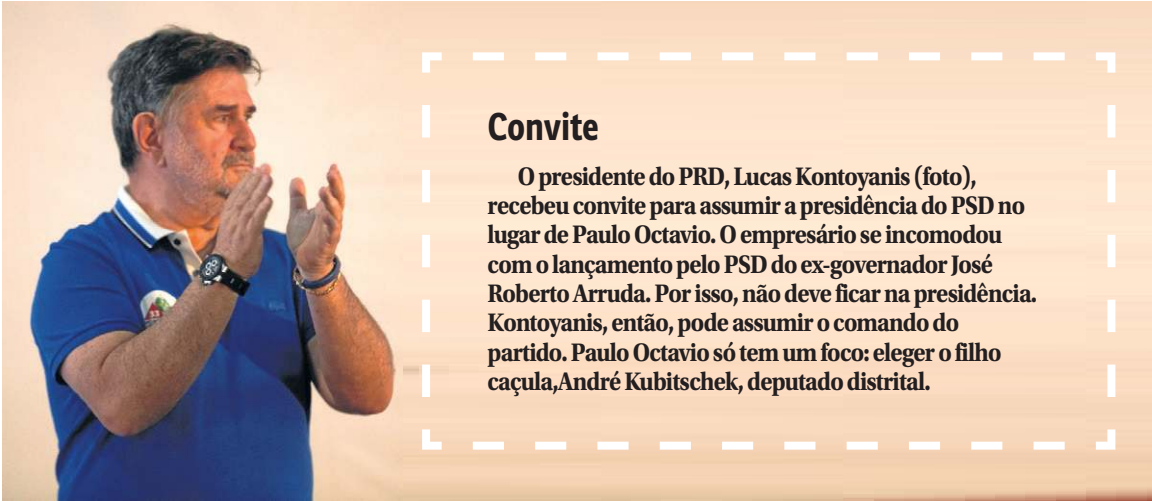 Convite
O presidente do PRD, Lucas Kontoyanis (foto),
recebeu convite para assumir a presidência do PSD no
lugar de Paulo Octavio. O empresário se incomodou
com o lançamento pelo PSD do ex-governador José
Roberto Arruda. Por isso, não deve ficar na presidência.
Kontoyanis, então, pode assumir o comando do
partido. Paulo Octavio só tem um foco: eleger o filho
caçula,André Kubitschek, deputado distrital.